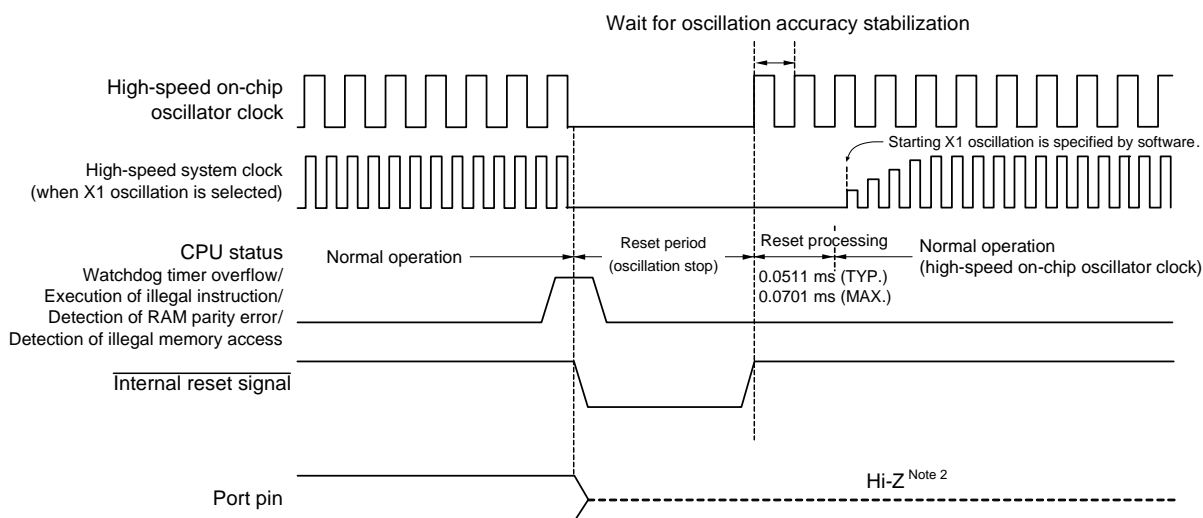 Wait for oscillation accuracy stabilization
High-speed on-chip
oscillator clock
Starting X1 oscillation is specified by software.
High-speed system clock
(when X1 oscillation is selected)
CPU status
Normal operation
Reset period
(oscillation stop)
Reset processing
0.0511 ms (TYP.)
0.0701 ms (MAX.)
Normal operation
(high-speed on-chip oscillator clock)
Watchdog timer overflow/
Execution of illegal instruction/
Detection of RAM parity error/
Detection of illegal memory access
Internal reset signal
Port pin
Hi-Z Note 2